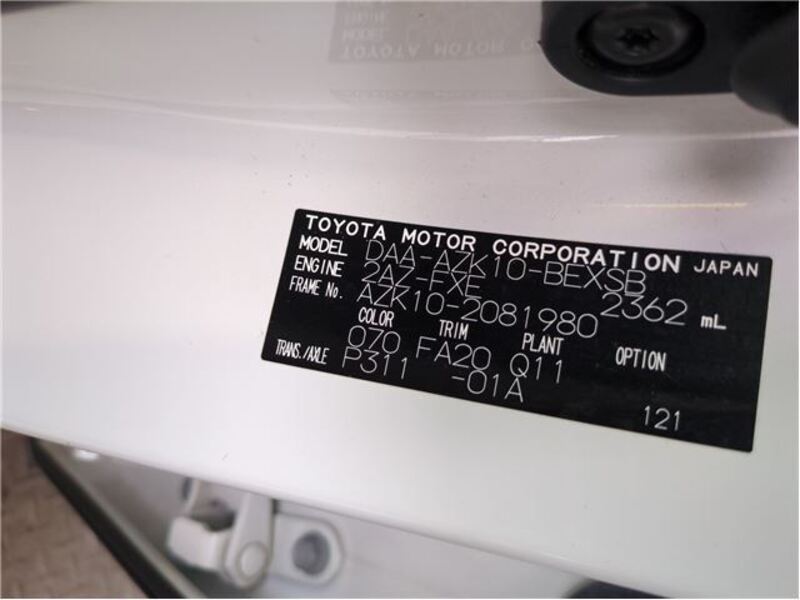 TOYOTA MOTOR CORPORATION JAPAN
MODEL DAA-AZK10-BEXSB
ENGINE 2AZ-FXE 2362 mL
FRAME No. AZK10-2081980
COLOR TRIM PLANT OPTION
070 FA20 Q11
TRANS./AXLE P311 -01A
121